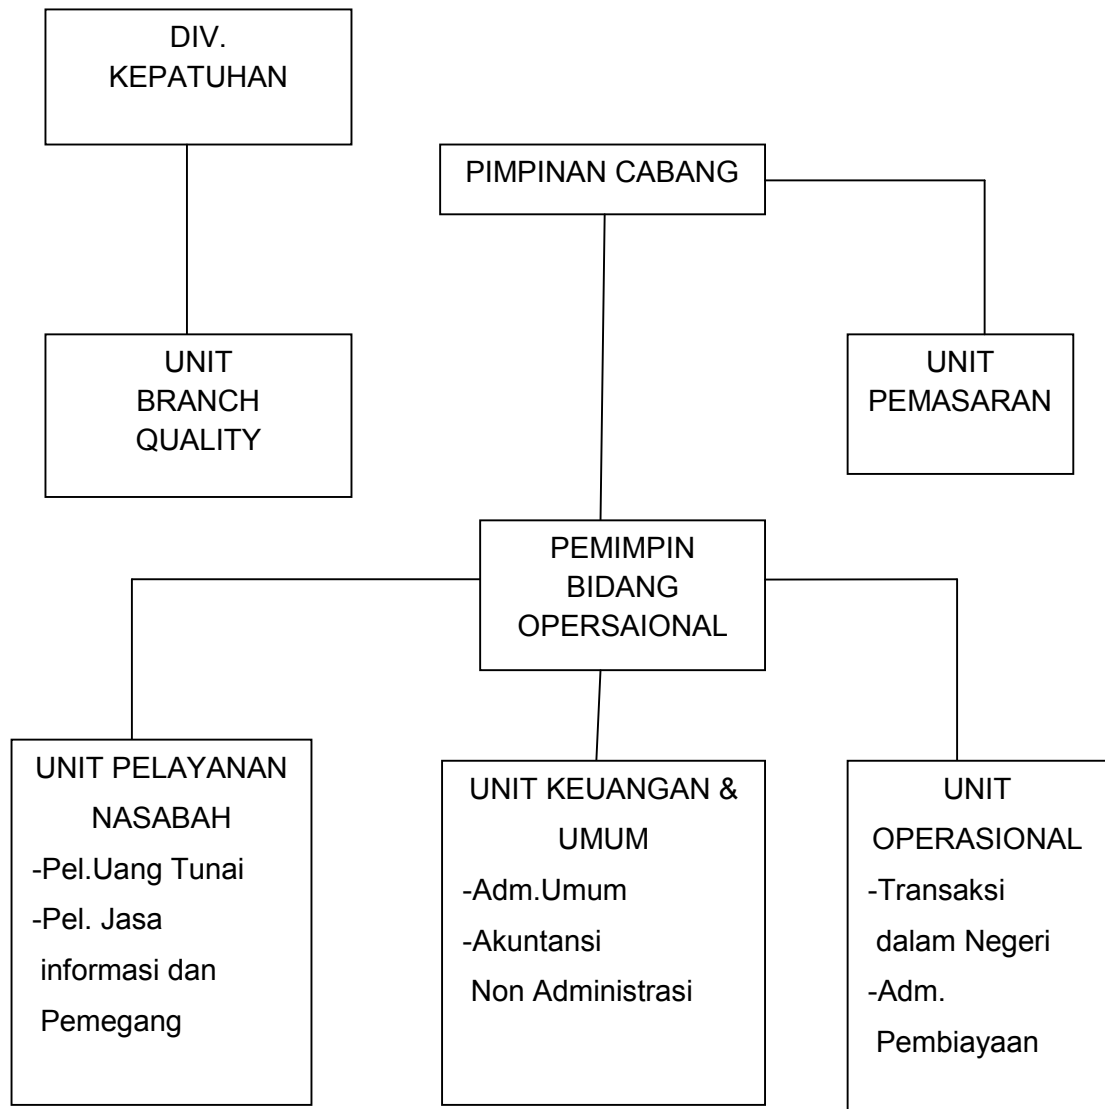 DIV.
KEPATUHAN
PIMPINAN CABANG
UNIT
BRANCH
QUALITY
UNIT
PEMASARAN
PEMIMPIN
BIDANG
OPERSAIONAL
UNIT PELAYANAN
NASABAH
-Pel.Uang Tunai
-Pel. Jasa
informasi dan
Pemegang
UNIT KEUANGAN &
UMUM
-Adm.Umum
-Akuntansi
Non Administrasi
UNIT
OPERASIONAL
-Transaksi
dalam Negeri
-Adm.
Pembiayaan